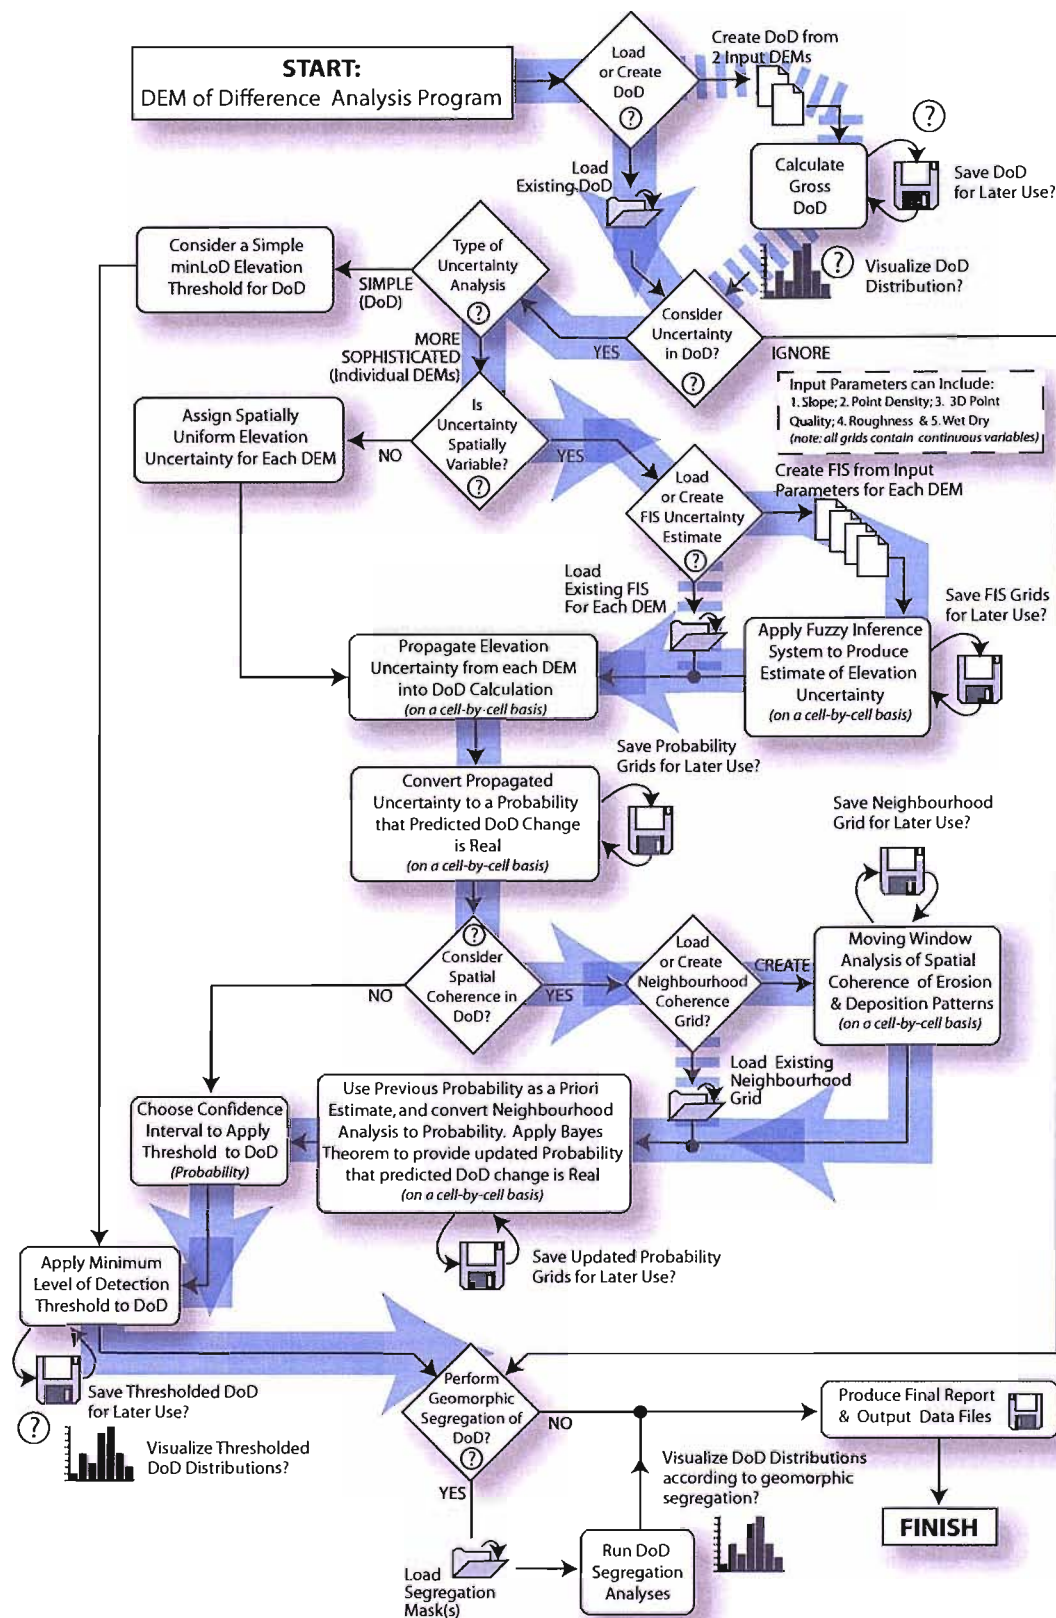 START:
DEM of Difference Analysis Program
Load
or Create
DoD
?
Create DoD from
2 Input DEMs
Load
Existing DoD
Calculate
Gross
DoD
?
Save DoD
for Later Use?
Consider a Simple
minLoD Elevation
Threshold for DoD
SIMPLE
(DoD)
Type of
Uncertainty
Analysis
?
?
Visualize DoD
Distribution?
Consider
Uncertainty
in DoD?
?
YES
IGNORE
MORE
SOPHISTICATED
(Individual DEMs)
Input Parameters can Include:
1. Slope; 2. Point Density; 3. 3D Point
Quality; 4. Roughness & 5. Wet Dry
(note: all grids contain continuous variables)
Assign Spatially
Uniform Elevation
Uncertainty for Each DEM
NO
Is
Uncertainty
Spatially
Variable?
?
YES
Load
or Create
FIS Uncertainty
Estimate
?
Create FIS from Input
Parameters for Each DEM
Load
Existing FIS
For Each DEM
Save FIS Grids
for Later Use?
Propagate Elevation
Uncertainty from each DEM
into DoD Calculation
(on a cell-by-cell basis)
Apply Fuzzy Inference
System to Produce
Estimate of Elevation
Uncertainty
(on a cell-by-cell basis)
Save Probability
Grids for Later Use?
Convert Propagated
Uncertainty to a Probability
that Predicted DoD Change
is Real
(on a cell-by-cell basis)
Save Neighbourhood
Grid for Later Use?
?
Consider
Spatial
Coherence in
DoD?
NO
YES
Load
or Create
Neighbourhood
Coherence
Grid?
CREATE
Moving Window
Analysis of Spatial
Coherence of Erosion
& Deposition Patterns
(on a cell-by-cell basis)
Load Existing
Neighbourhood
Grid
Choose Confidence
Interval to Apply
Threshold to DoD
(Probability)
Use Previous Probability as a Priori
Estimate, and convert Neighbourhood
Analysis to Probability. Apply Bayes
Theorem to provide updated Probability
that predicted DoD change is Real
(on a cell-by-cell basis)
Save Updated Probability
Grids for Later Use?
Apply Minimum
Level of Detection
Threshold to DoD
Save Thresholded DoD
for Later Use?
?
Visualize Thresholded
DoD Distributions?
Perform
Geomorphic
Segregation of
DoD?
?
NO
YES
Produce Final Report
& Output Data Files
Visualize DoD Distributions
according to geomorphic
segregation?
FINISH
Load
Segregation
Mask(s)
Run DoD
Segregation
Analyses